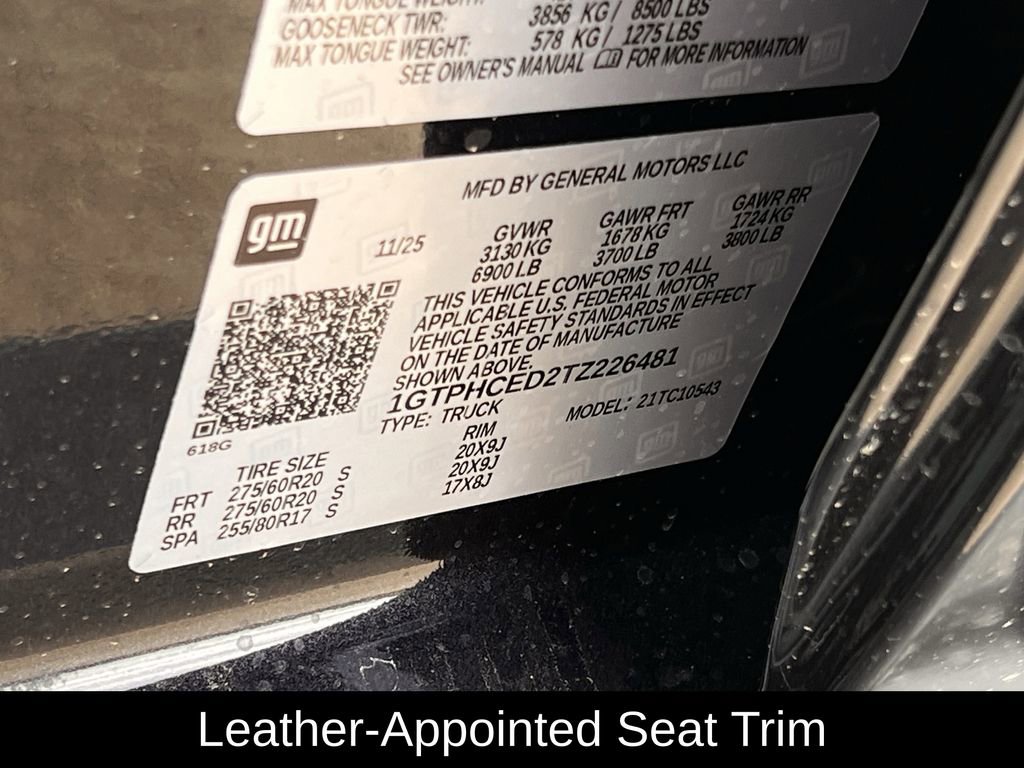 MAX TONGUE WEIGHT:
GOOSENECK TWR: 3856 KG / 8500 LBS
MAX TONGUE WEIGHT: 578 KG / 1275 LBS
SEE OWNER'S MANUAL FOR MORE INFORMATION
MFD BY GENERAL MOTORS LLC
gm
11/25
GVWR GAWR FRT GAWR RR
3130 KG 1678 KG 1724 KG
6900 LB 3700 LB 3800 LB
THIS VEHICLE CONFORMS TO ALL
APPLICABLE U.S. FEDERAL MOTOR
VEHICLE SAFETY STANDARDS IN EFFECT
ON THE DATE OF MANUFACTURE
SHOWN ABOVE.
1GTPHCED2TZ226481
TYPE: TRUCK MODEL: 21TC10543
618G
TIRE SIZE RIM
FRT 275/60R20 S 20X9J
RR 275/60R20 S 20X9J
SPA 255/80R17 S 17X8J
Leather-Appointed Seat Trim